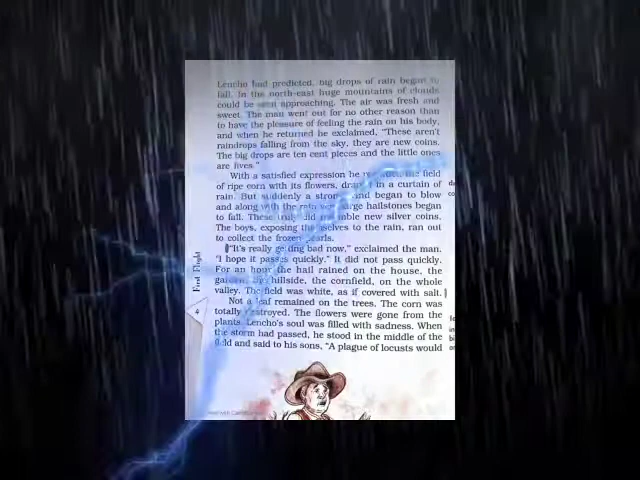 Lencho had predicted, big drops of rain began to
fall. In the north-east huge mountains of clouds
could be seen approaching. The air was fresh and
sweet. The man went out for no other reason than
to have the pleasure of feeling the rain on his body,
and when he returned he exclaimed, "These aren't
raindrops falling from the sky, they are new coins.
The big drops are ten cent pieces and the little ones
are fives."
With a satisfied expression he the field
of ripe corn with its flowers, draped in a curtain of
rain. But suddenly a strong wind began to blow
and along with the rain very large hailstones began
to fall. These truly did resemble new silver coins.
The boys, exposing themselves to the rain, ran out
to collect the frozen pearls.
"It's really getting bad now," exclaimed the man.
"I hope it passes quickly." It did not pass quickly.
For an hour the hail rained on the house, the
garden, the hillside, the cornfield, on the whole
valley. The field was white, as if covered with salt.
Not a leaf remained on the trees. The corn was
totally destroyed. The flowers were gone from the
plants. Lencho's soul was filled with sadness. When
the storm had passed, he stood in the middle of the
field and said to his sons, "A plague of locusts would
First Flight
4